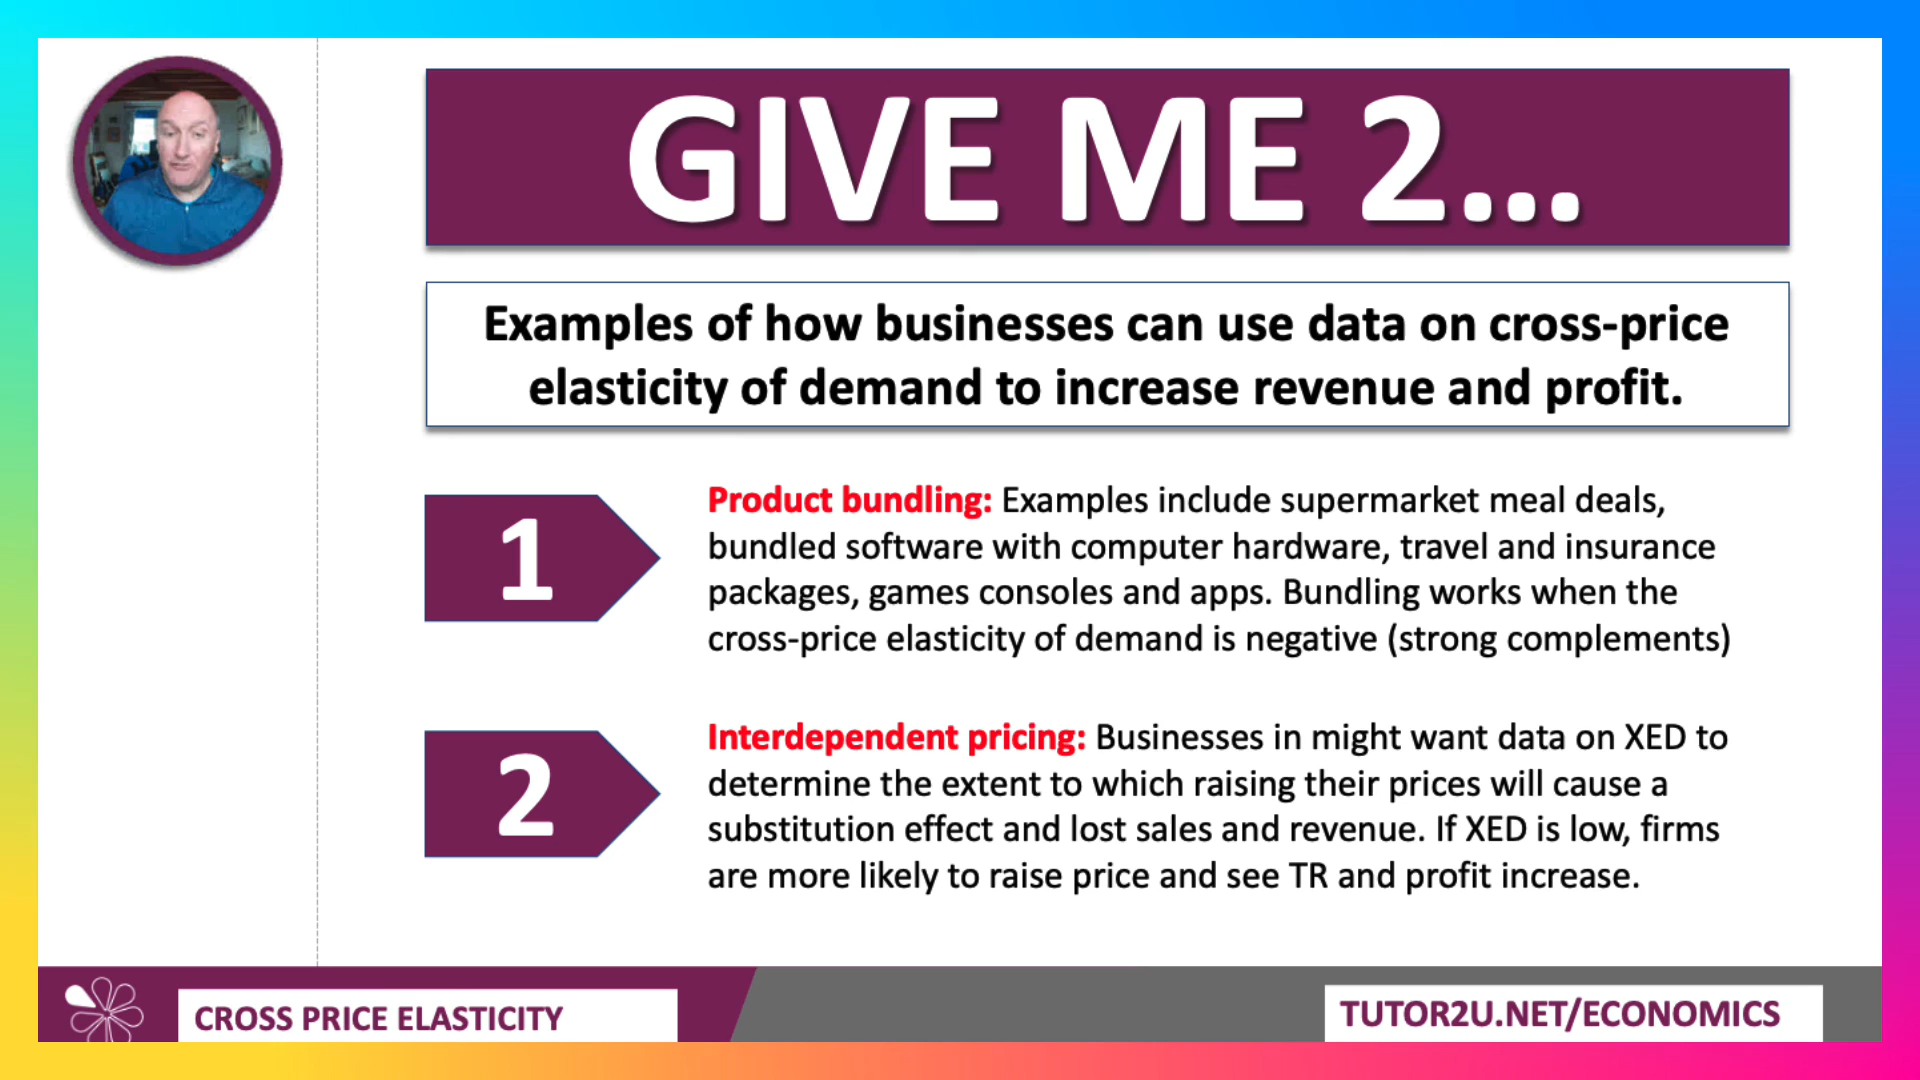 GIVE ME 2...
Examples of how businesses can use data on cross-price
elasticity of demand to increase revenue and profit.
1
Product bundling: Examples include supermarket meal deals,
bundled software with computer hardware, travel and insurance
packages, games consoles and apps. Bundling works when the
cross-price elasticity of demand is negative (strong complements)
2
Interdependent pricing: Businesses in might want data on XED to
determine the extent to which raising their prices will cause a
substitution effect and lost sales and revenue. If XED is low, firms
are more likely to raise price and see TR and profit increase.
CROSS PRICE ELASTICITY
TUTOR2U.NET/ECONOMICS